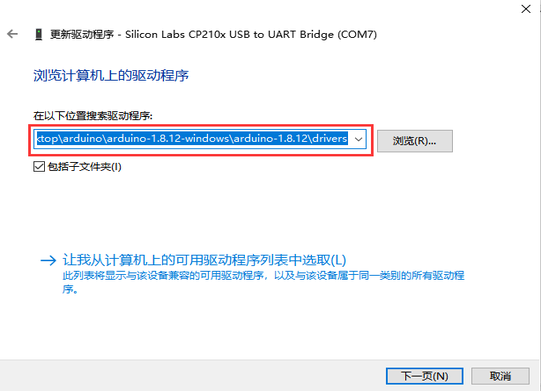 更新驱动程序 - Silicon Labs CP210x USB to UART Bridge (COM7)
浏览计算机上的驱动程序
在以下位置搜索驱动程序:
ktop\arduino\arduino-1.8.12-windows\arduino-1.8.12\drivers
浏览(R)...
包括子文件夹(I)
让我从计算机上的可用驱动程序列表中选取(L)
此列表将显示与该设备兼容的可用驱动程序，以及与该设备属于同一类别的所有驱动程
序。
下一页(N)
取消